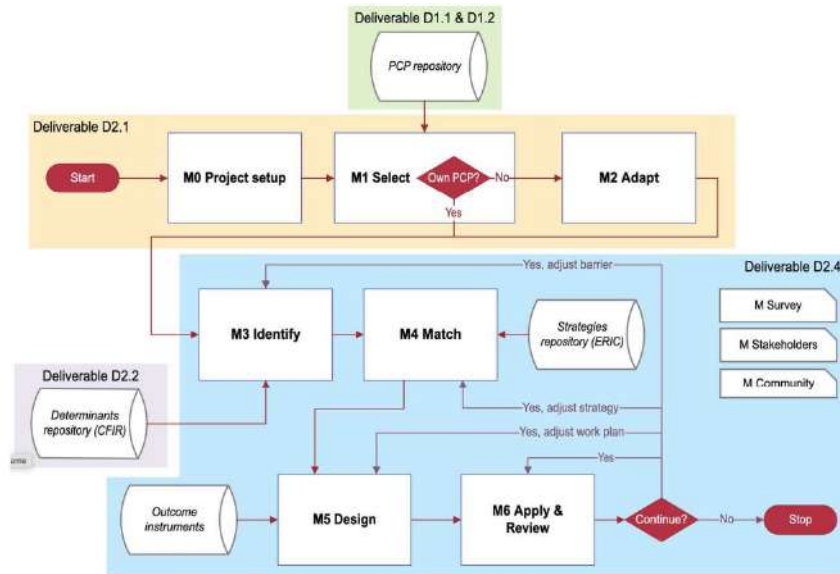 Deliverable D1.1 & D1.2
PCP repository
Deliverable D2.1
Start
M0 Project setup
M1 Select
Own PCP?
No
M2 Adapt
Yes
Yes, adjust barrier
Deliverable D2.4
M3 Identify
M4 Match
Strategies
repository (ERIC)
M Survey
M Stakeholders
M Community
Deliverable D2.2
Determinants
repository (CFIR)
Yes, adjust strategy
Yes, adjust work plan
Yes
Outcome
instruments
M5 Design
M6 Apply &
Review
Continue?
No
Stop